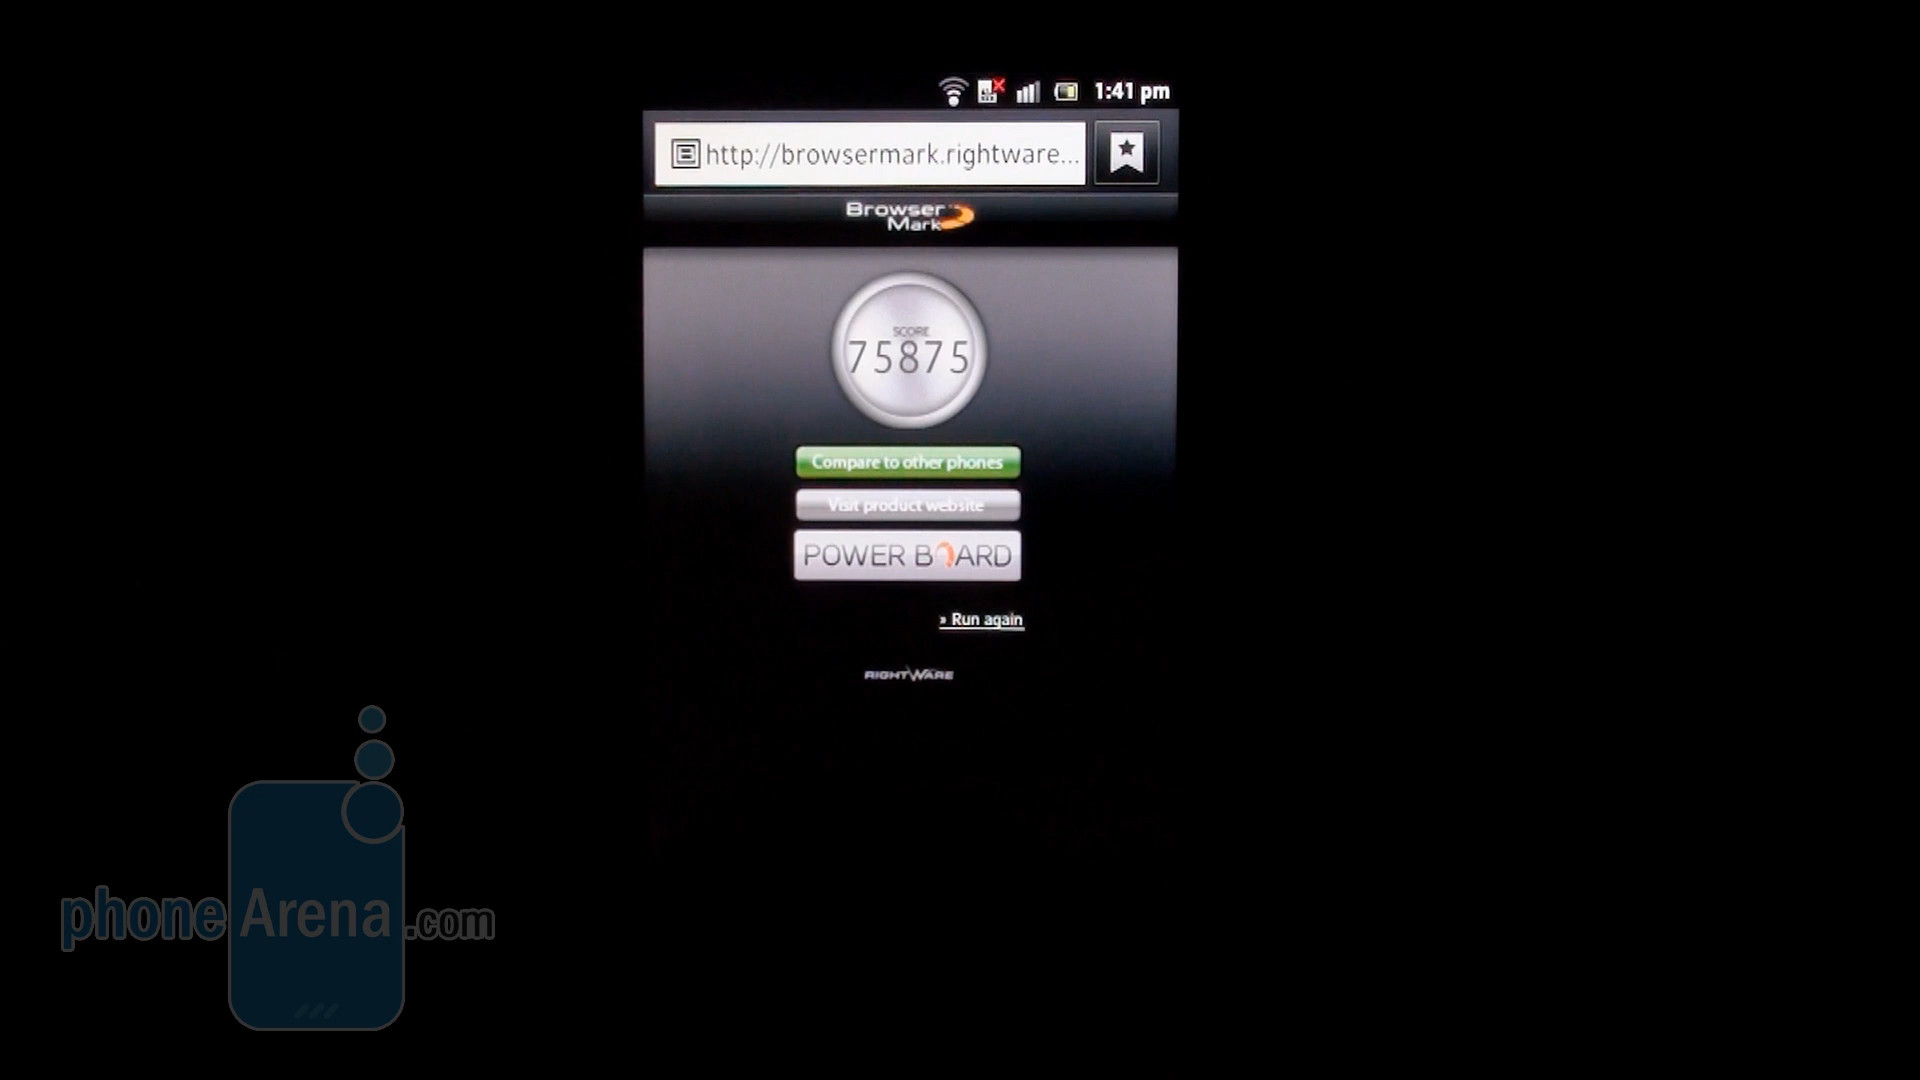 1:41 pm
http://browsermark.rightware...
Browser
Mark
SCORE
75875
Compare to other phones
Visit product website
POWER BOARD
» Run again
RIGHTWARE
phoneArena.com